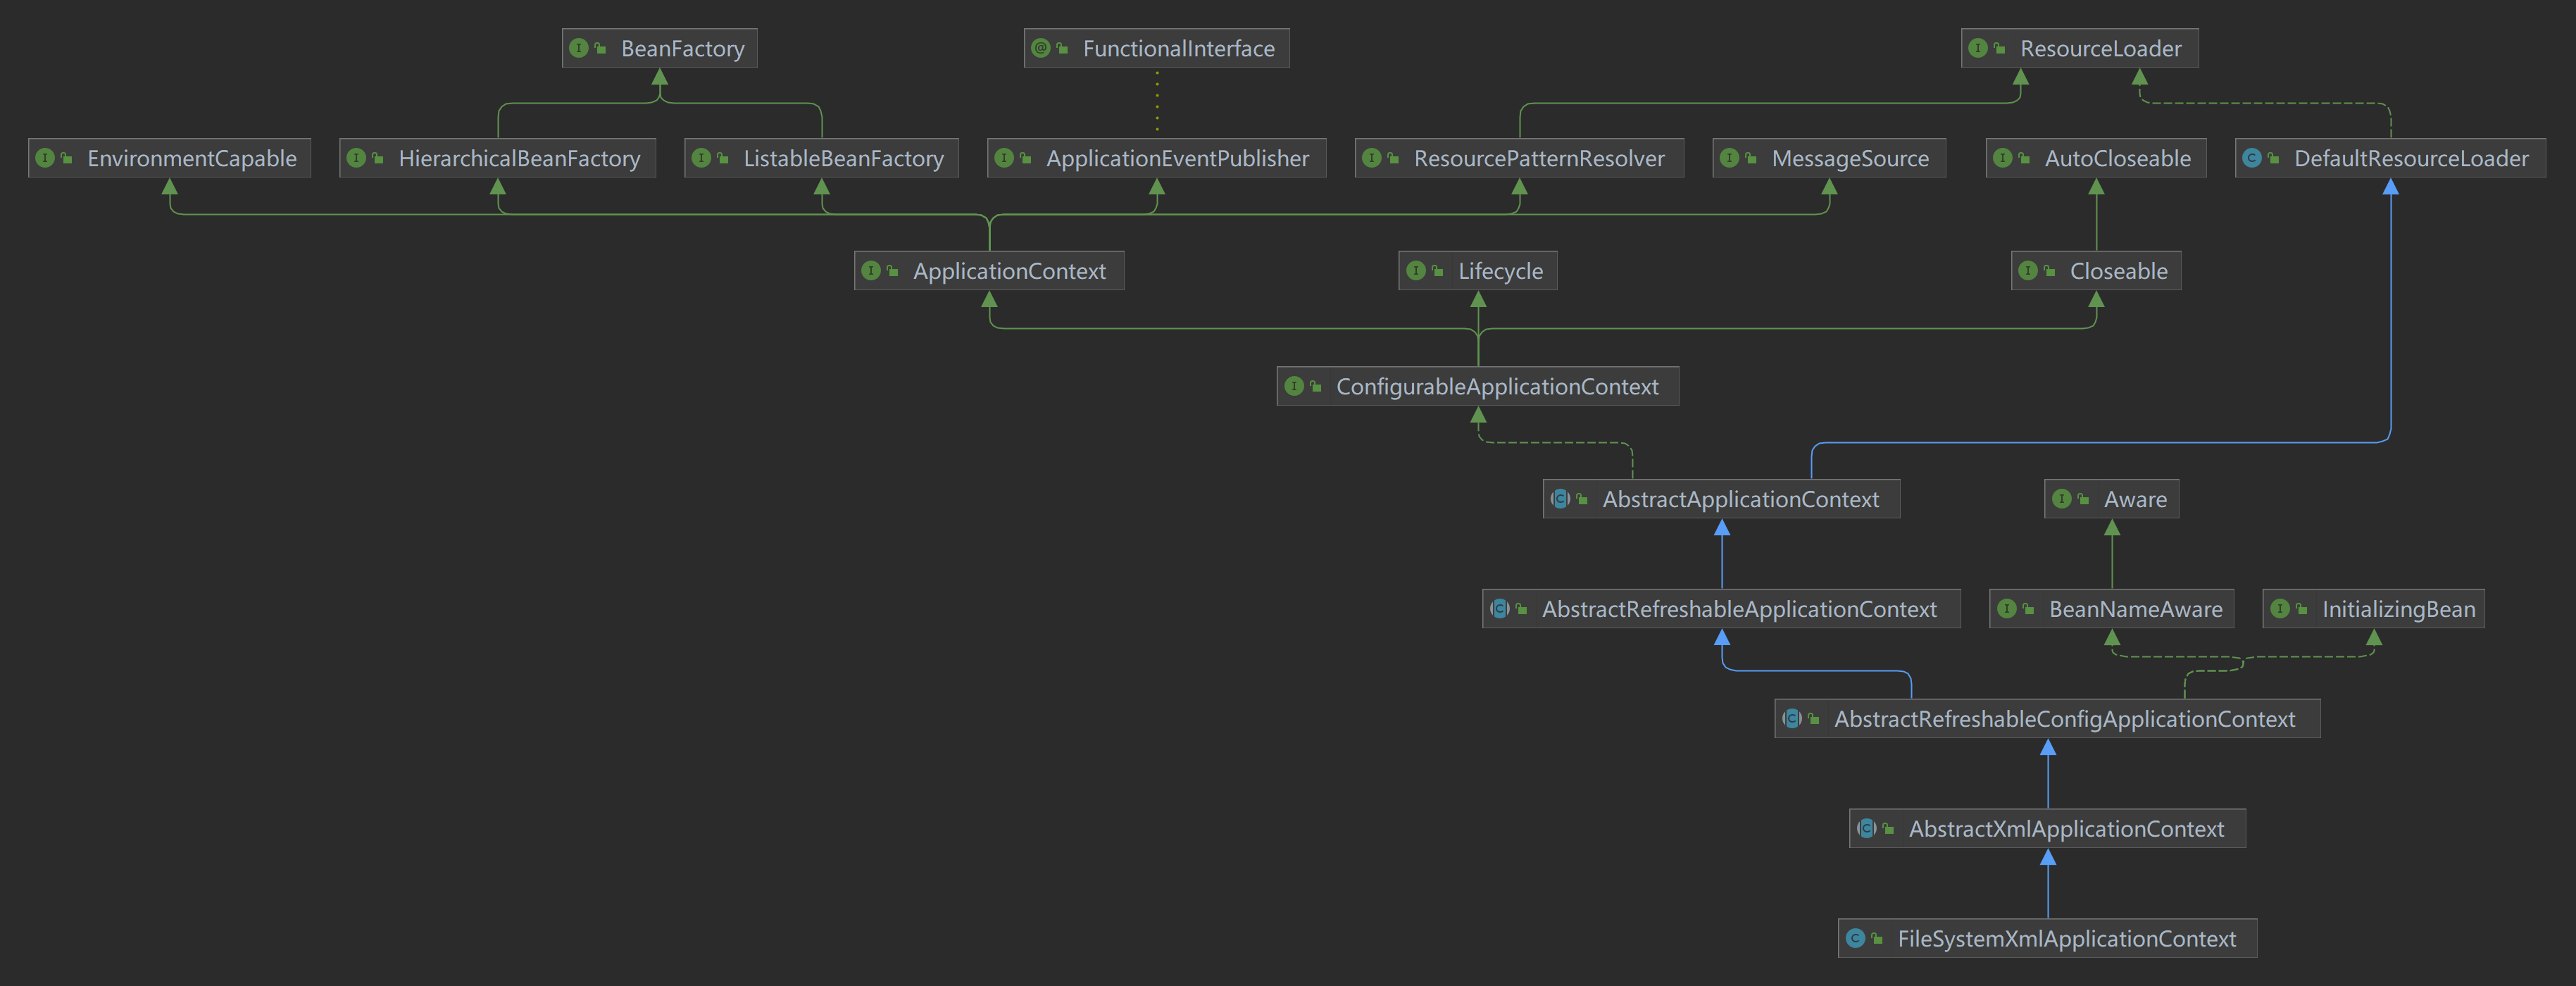 BeanFactory
FunctionalInterface
ResourceLoader
EnvironmentCapable
HierarchicalBeanFactory
ListableBeanFactory
ApplicationEventPublisher
ResourcePatternResolver
MessageSource
AutoCloseable
DefaultResourceLoader
ApplicationContext
Lifecycle
Closeable
ConfigurableApplicationContext
AbstractApplicationContext
Aware
AbstractRefreshableApplicationContext
BeanNameAware
InitializingBean
AbstractRefreshableConfigApplicationContext
AbstractXmlApplicationContext
FileSystemXmlApplicationContext